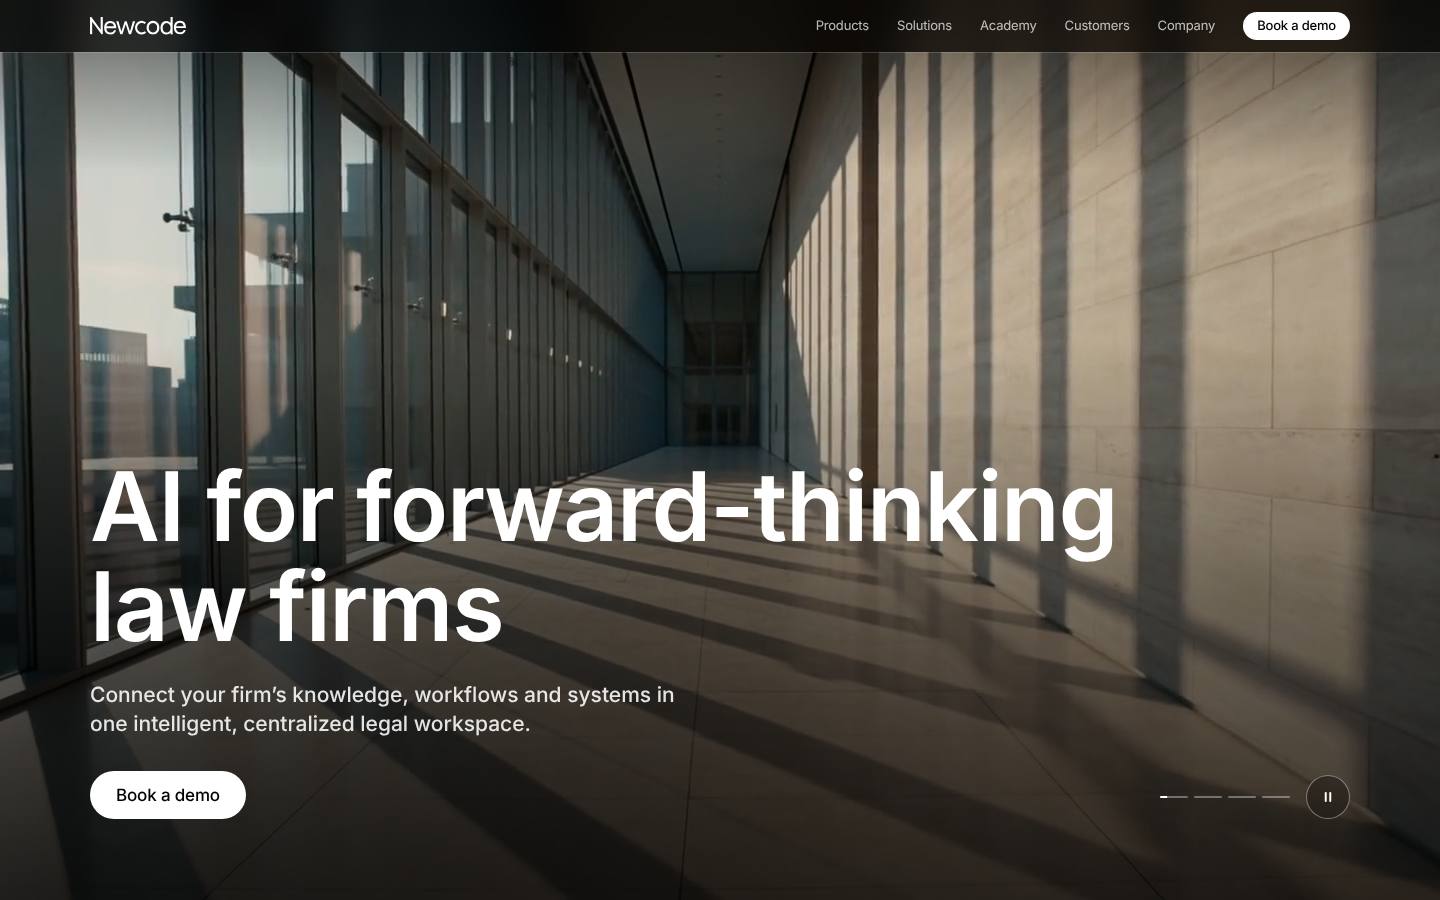 Newcode
Products Solutions Academy Customers Company Book a demo
AI for forward-thinking
law firms
Connect your firm’s knowledge, workflows and systems in
one intelligent, centralized legal workspace.
Book a demo